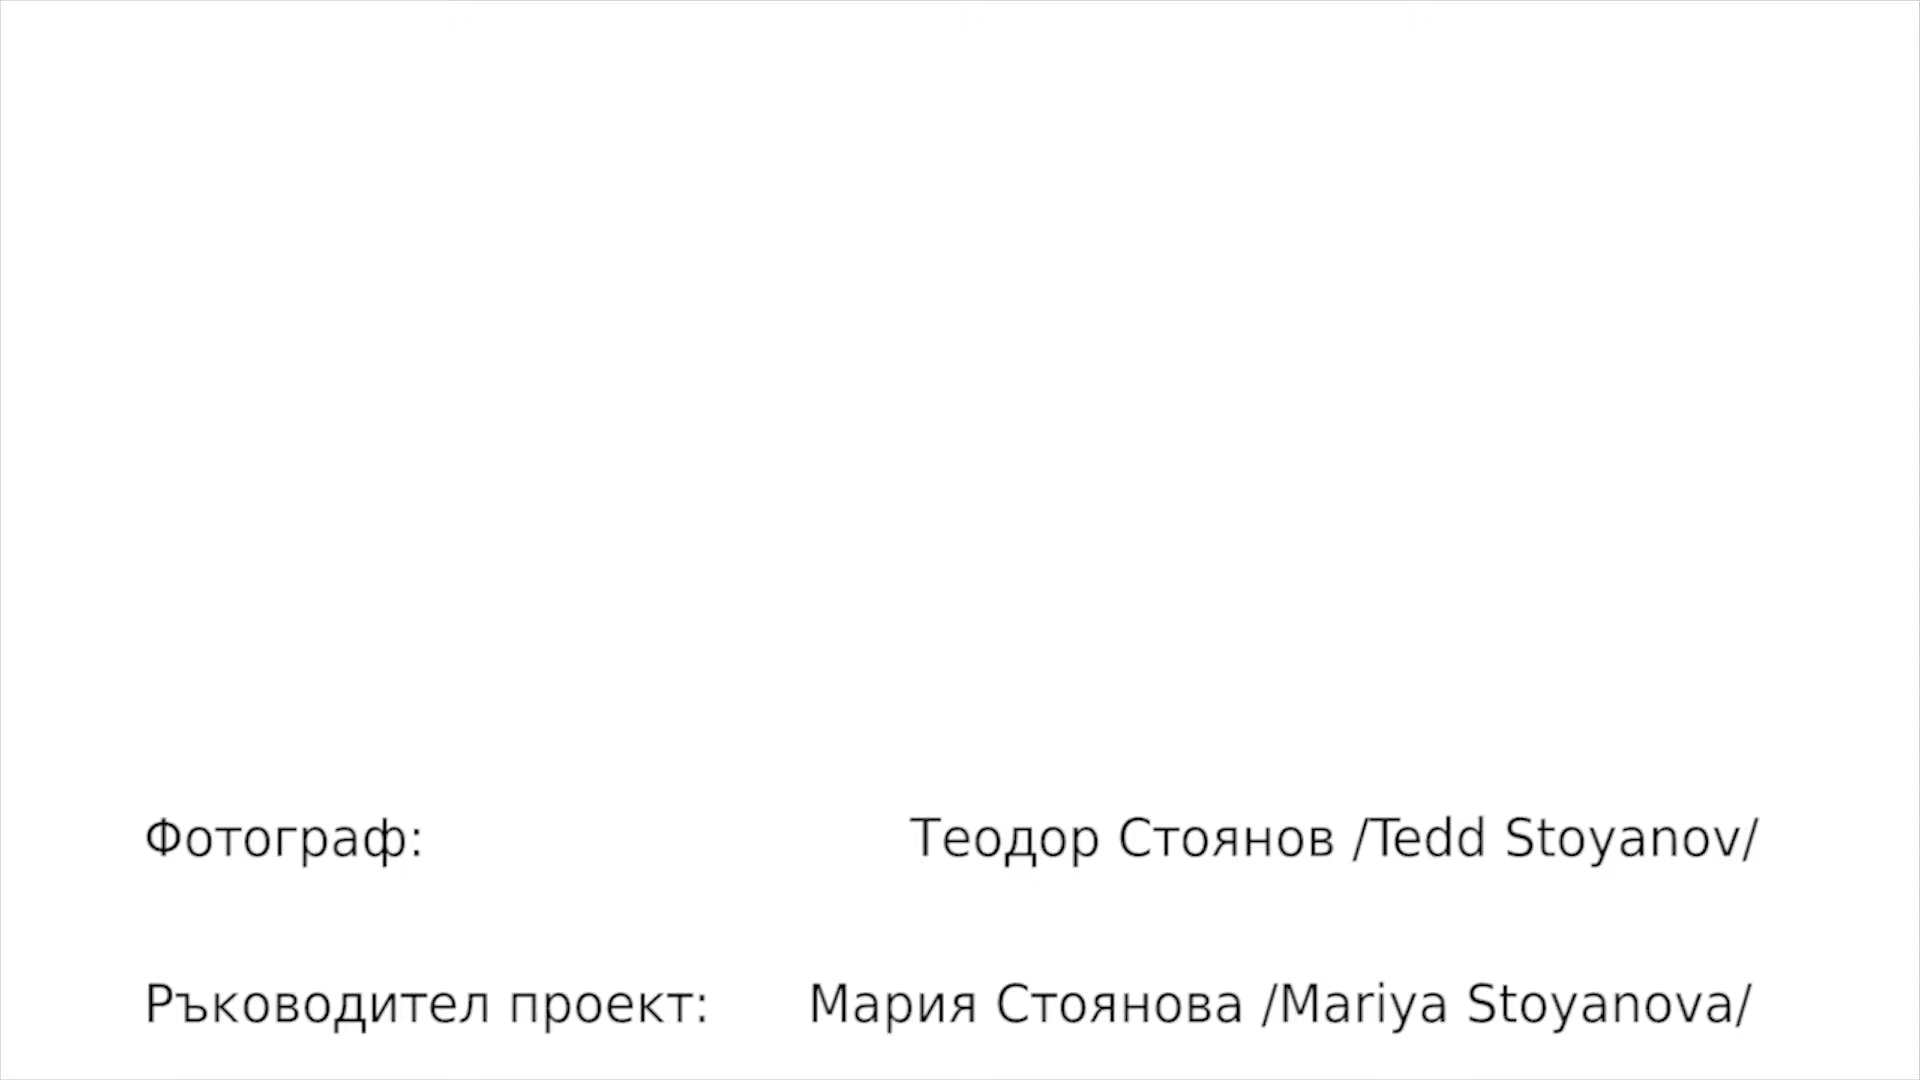 Фотограф: Теодор Стоянов /Tedd Stoyanov/
Ръководител проект: Мария Стоянова /Mariya Stoyanova/